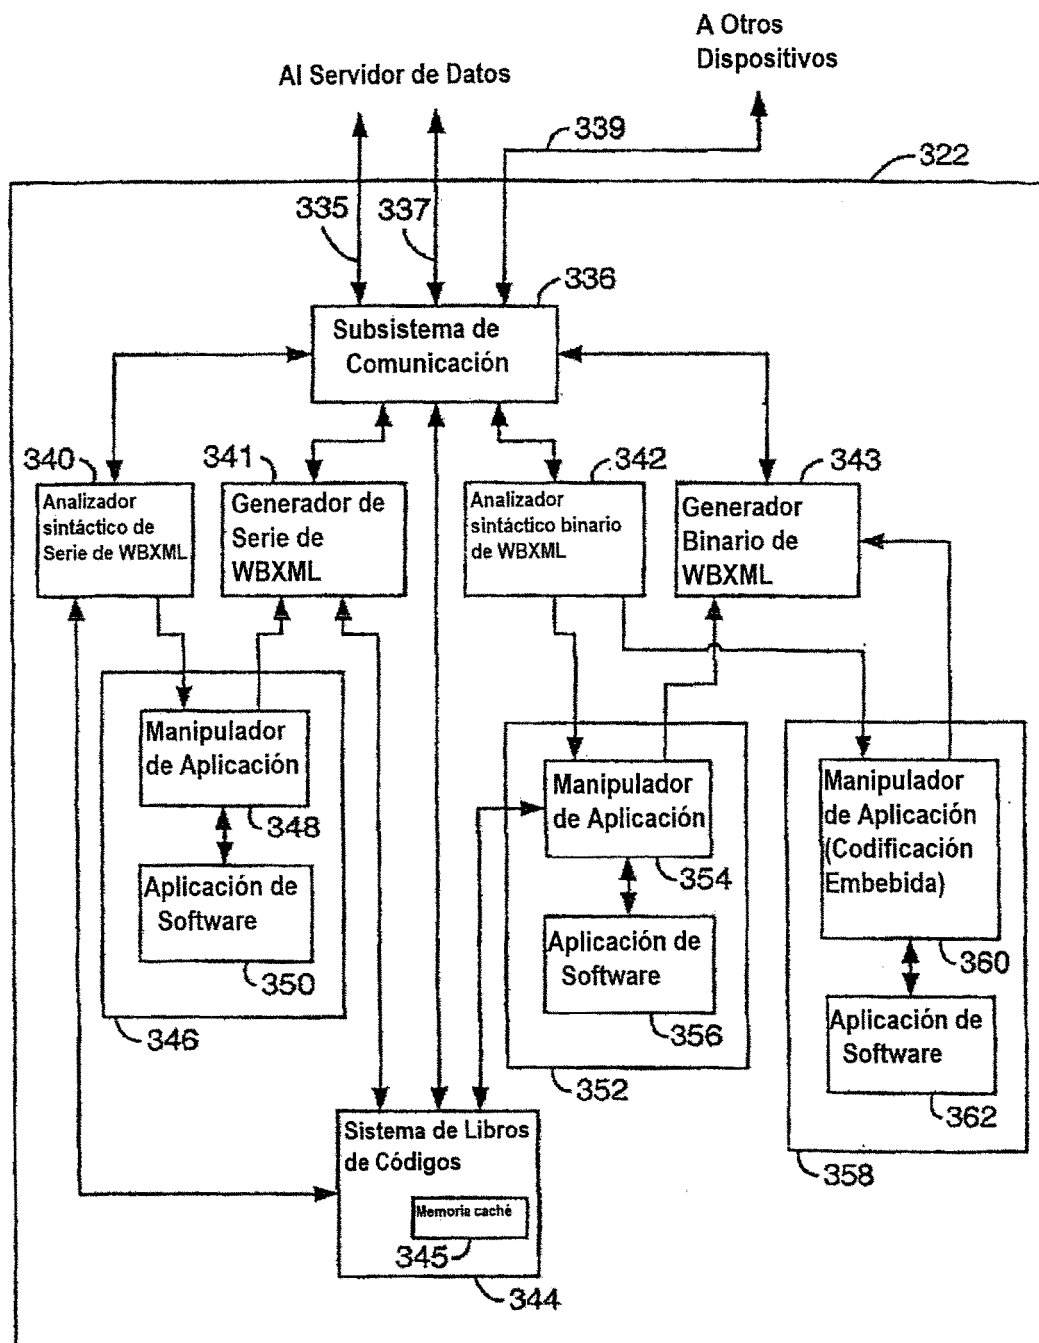 A Otros
Dispositivos
Al Servidor de Datos
339
322
335
337
336
Subsistema de
Comunicación
340
341
342
343
Analizador
sintáctico de
Serie de WBXML
Generador de
Serie de
WBXML
Analizador
sintáctico binario
de WBXML
Generador
Binario de
WBXML
Manipulador
de Aplicación
348
Aplicación de
Software
350
346
Manipulador
de Aplicación
354
Aplicación de
Software
356
352
Manipulador
de Aplicación
(Codificación
Embebida)
360
Aplicación de
Software
362
358
Sistema de Libros
de Códigos
Memoria caché
345
344